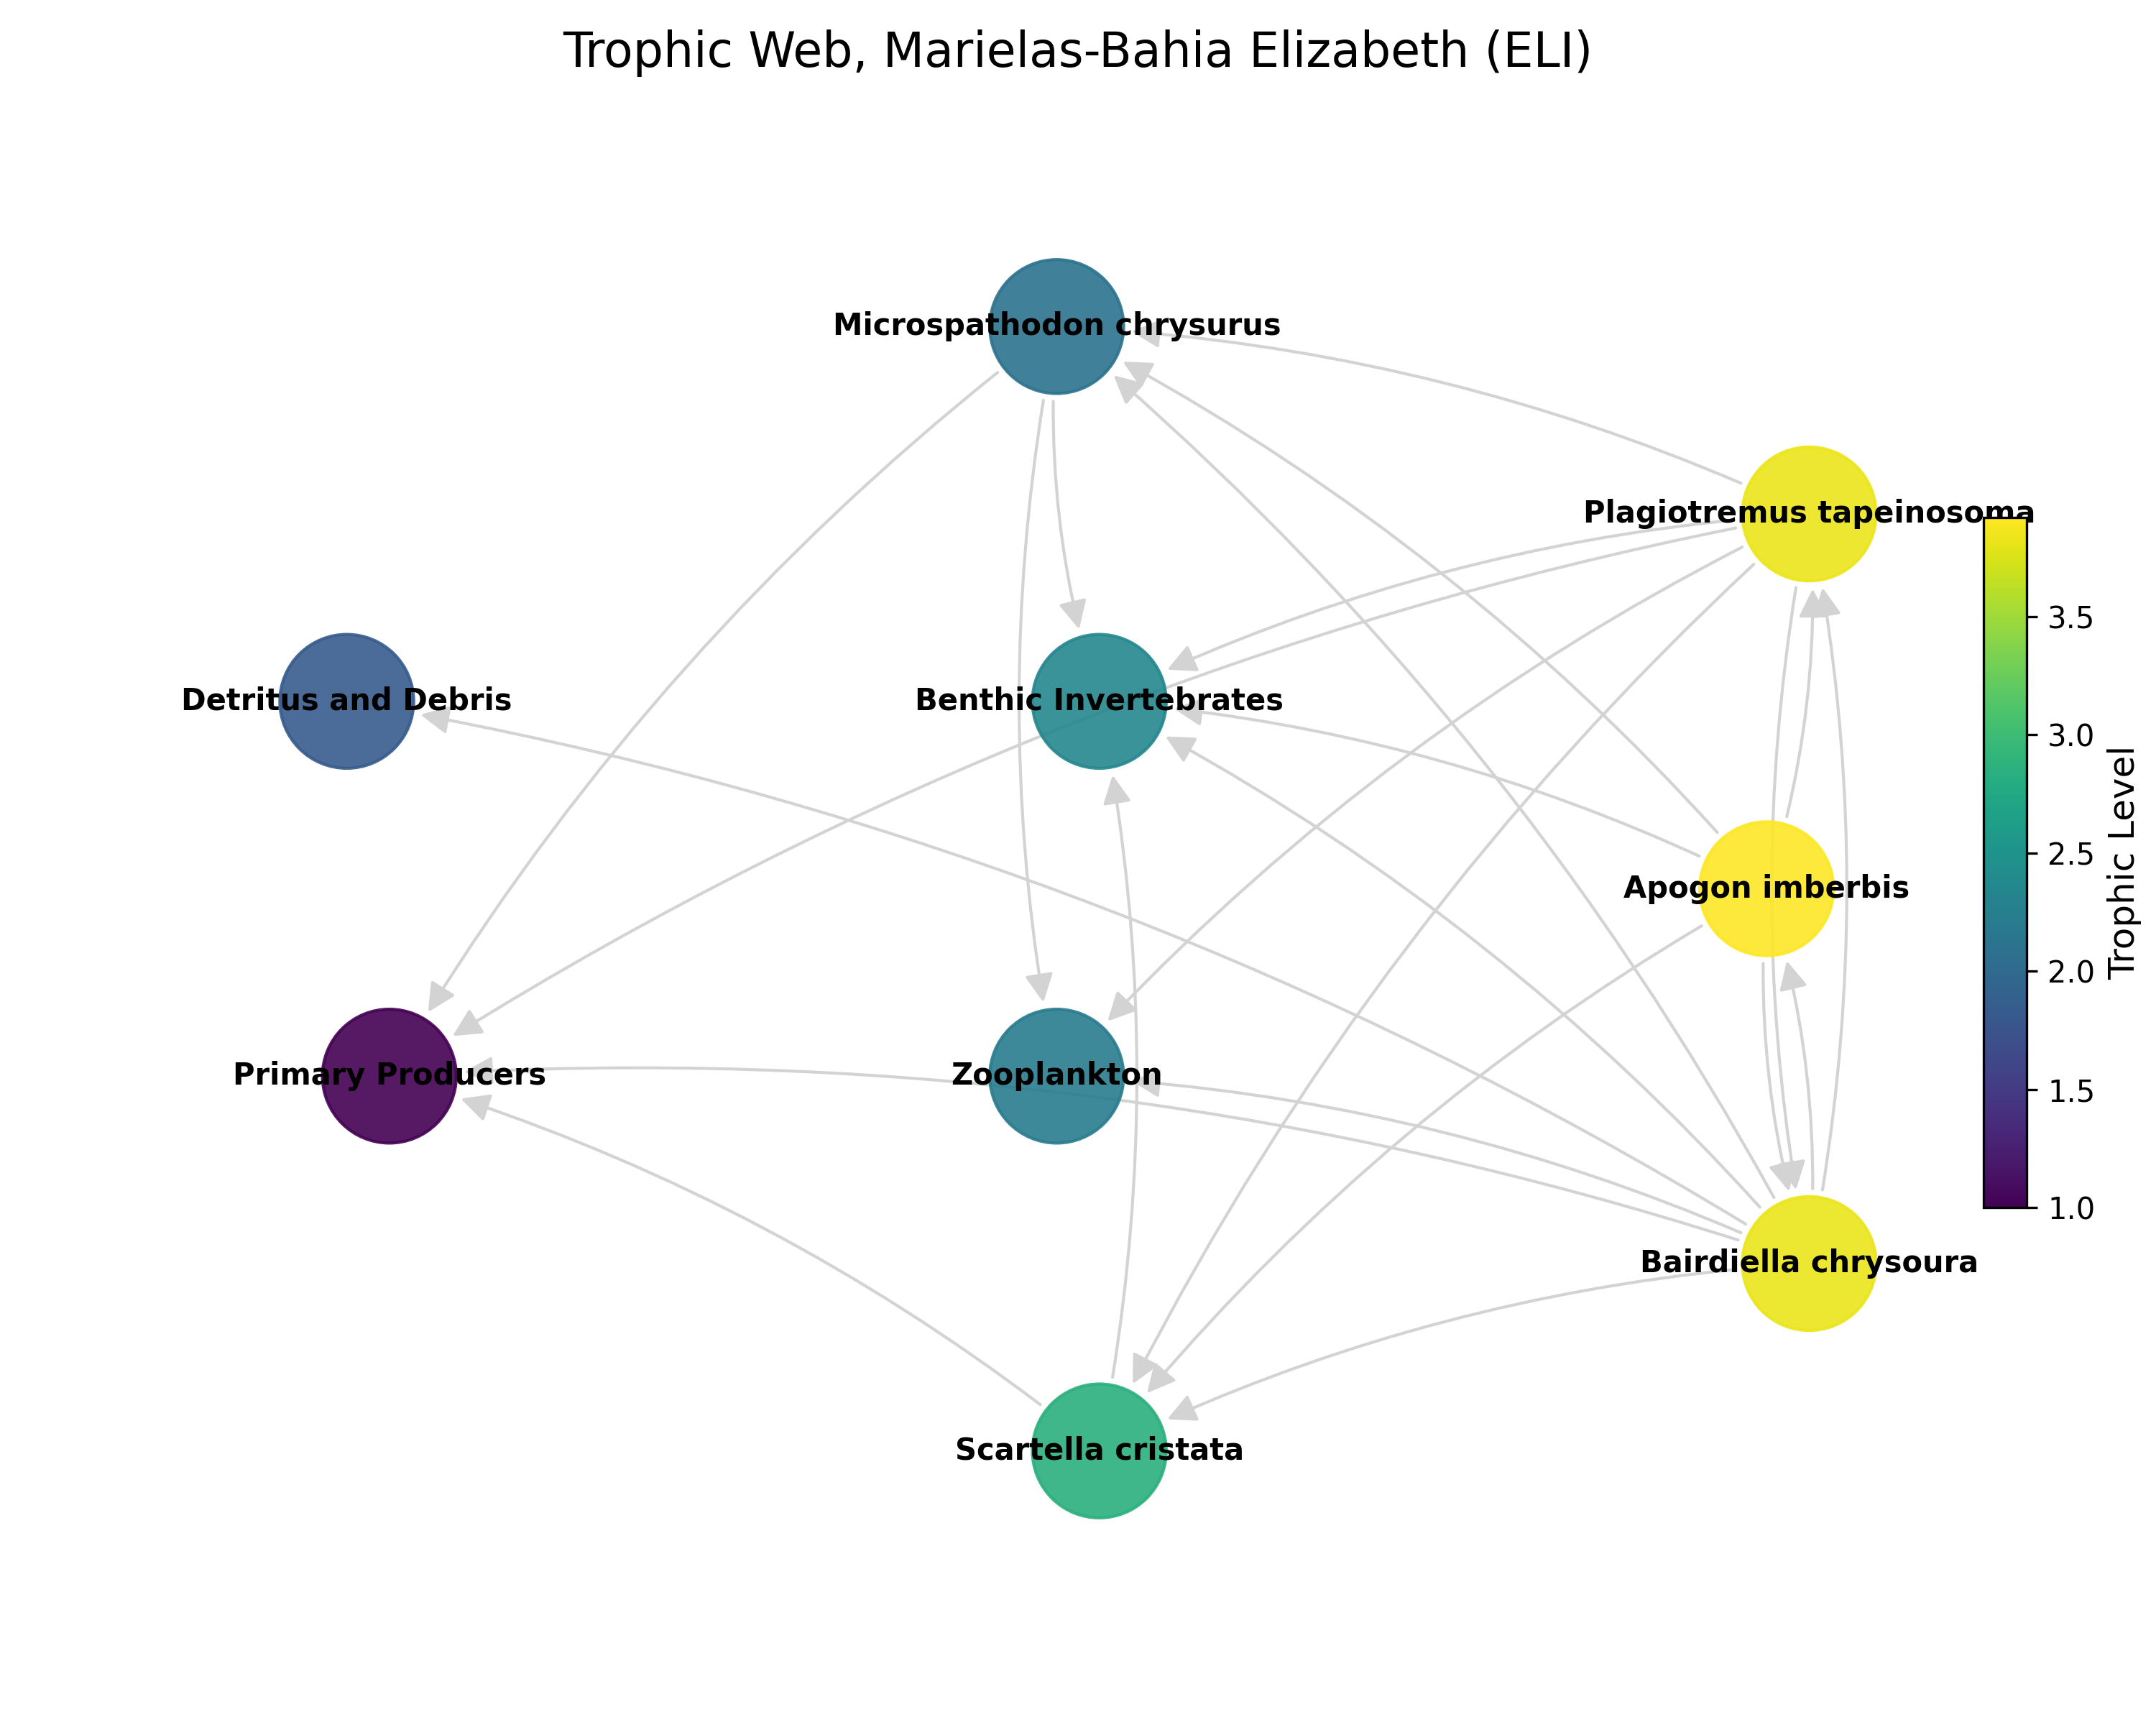 Trophic Web, Marielas-Bahia Elizabeth (ELI)
Microspathodon chrysurus
Plagiotremus tapeinosoma
Detritus and Debris
Benthic Invertebrates
Apogon imberbis
Primary Producers
Zooplankton
Bairdiella chrysoura
Scartella cristata
3.5
3.0
2.5
2.0
1.5
1.0
Trophic Level